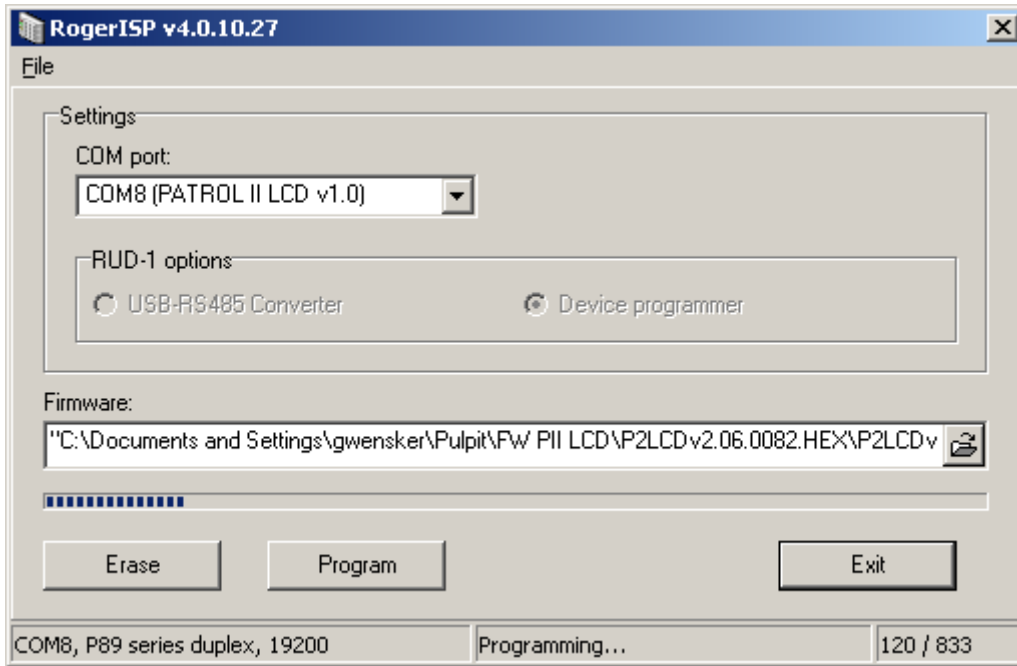 RogerISP v4.0.10.27
File
Settings
COM port:
COM8 (PATROL II LCD v1.0)
RUD-1 options
USB-RS485 Converter
Device programmer
Firmware:
"C:\Documents and Settings\gwensker\Pulpit\FW PII LCD\P2LCDv2.06.0082.HEX\P2LCDv
Erase
Program
Exit
COM8, P89 series duplex, 19200
Programming...
120 / 833